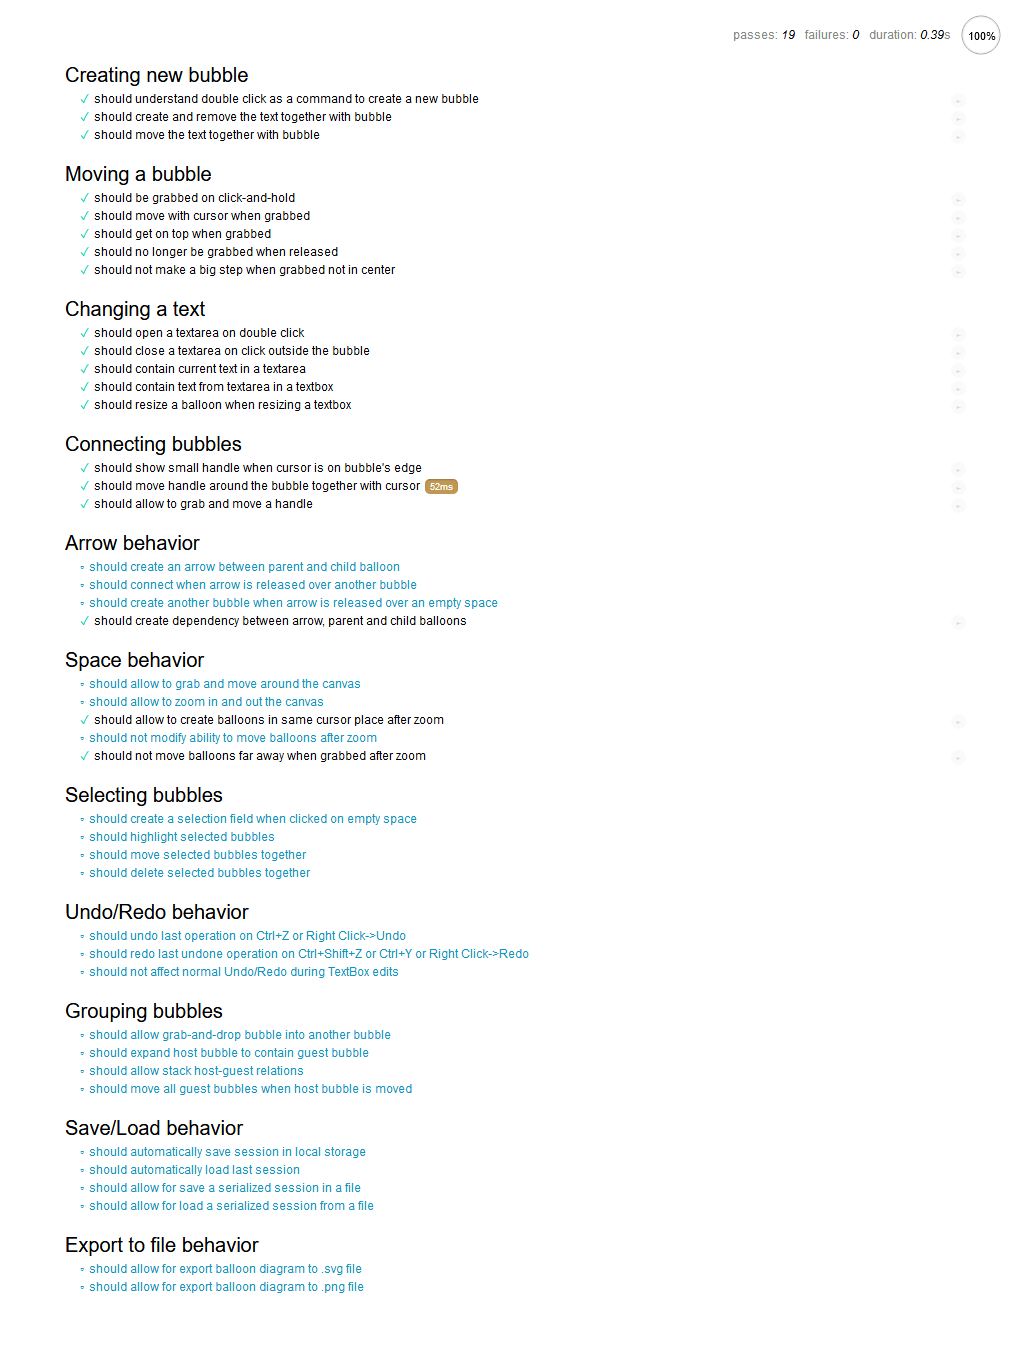 passes: 19 failures: 0 duration: 0.39s 100%
Creating new bubble
✓ should understand double click as a command to create a new bubble
✓ should create and remove the text together with bubble
✓ should move the text together with bubble
Moving a bubble
✓ should be grabbed on click-and-hold
✓ should move with cursor when grabbed
✓ should get on top when grabbed
✓ should no longer be grabbed when released
✓ should not make a big step when grabbed not in center
Changing a text
✓ should open a textarea on double click
✓ should close a textarea on click outside the bubble
✓ should contain current text in a textarea
✓ should contain text from textarea in a textbox
✓ should resize a balloon when resizing a textbox
Connecting bubbles
✓ should show small handle when cursor is on bubble's edge
✓ should move handle around the bubble together with cursor 52ms
✓ should allow to grab and move a handle
Arrow behavior
should create an arrow between parent and child balloon
should connect when arrow is released over another bubble
should create another bubble when arrow is released over an empty space
✓ should create dependency between arrow, parent and child balloons
Space behavior
should allow to grab and move around the canvas
should allow to zoom in and out the canvas
✓ should allow to create balloons in same cursor place after zoom
should not modify ability to move balloons after zoom
✓ should not move balloons far away when grabbed after zoom
Selecting bubbles
should create a selection field when clicked on empty space
should highlight selected bubbles
should move selected bubbles together
should delete selected bubbles together
Undo/Redo behavior
should undo last operation on Ctrl+Z or Right Click->Undo
should redo last undone operation on Ctrl+Shift+Z or Ctrl+Y or Right Click->Redo
should not affect normal Undo/Redo during TextBox edits
Grouping bubbles
should allow grab-and-drop bubble into another bubble
should expand host bubble to contain guest bubble
should allow stack host-guest relations
should move all guest bubbles when host bubble is moved
Save/Load behavior
should automatically save session in local storage
should automatically load last session
should allow for save a serialized session in a file
should allow for load a serialized session from a file
Export to file behavior
should allow for export balloon diagram to .svg file
should allow for export balloon diagram to .png file